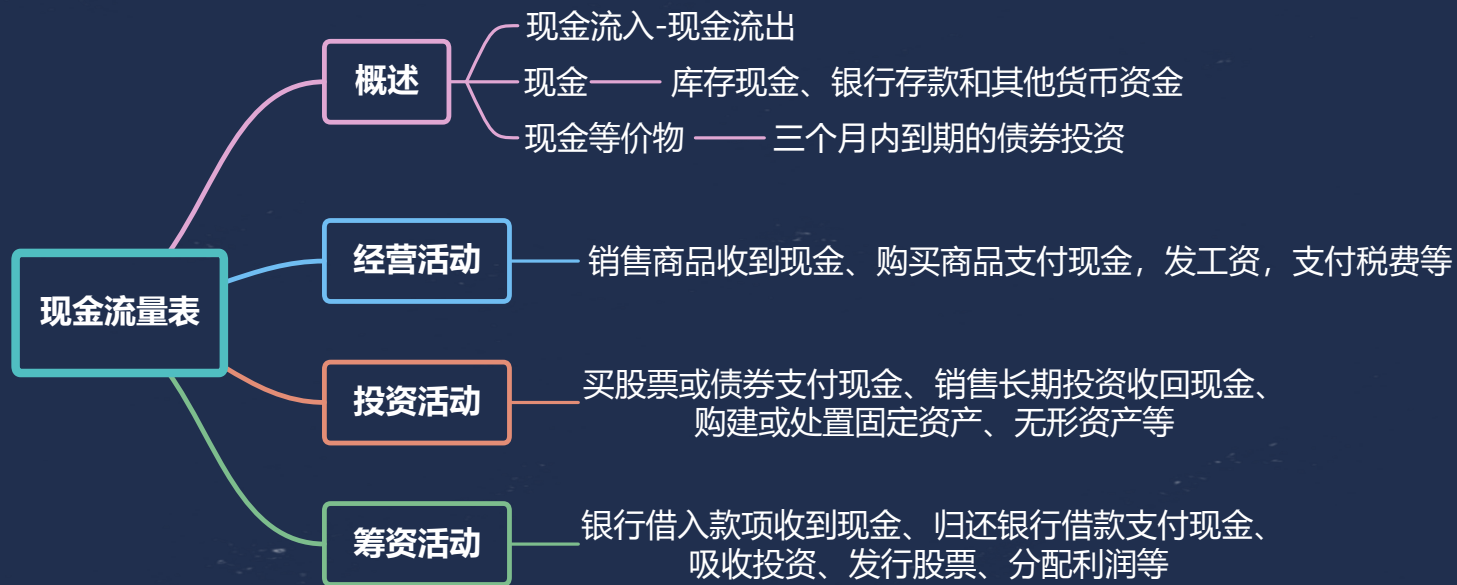 现金流入-现金流出
概述
现金
库存现金、银行存款和其他货币资金
现金等价物
三个月内到期的债券投资
经营活动
销售商品收到现金、购买商品支付现金，发工资，支付税费等
现金流量表
投资活动
买股票或债券支付现金、销售长期投资收回现金、
购建或处置固定资产、无形资产等
筹资活动
银行借入款项收到现金、归还银行借款支付现金、
吸收投资、发行股票、分配利润等